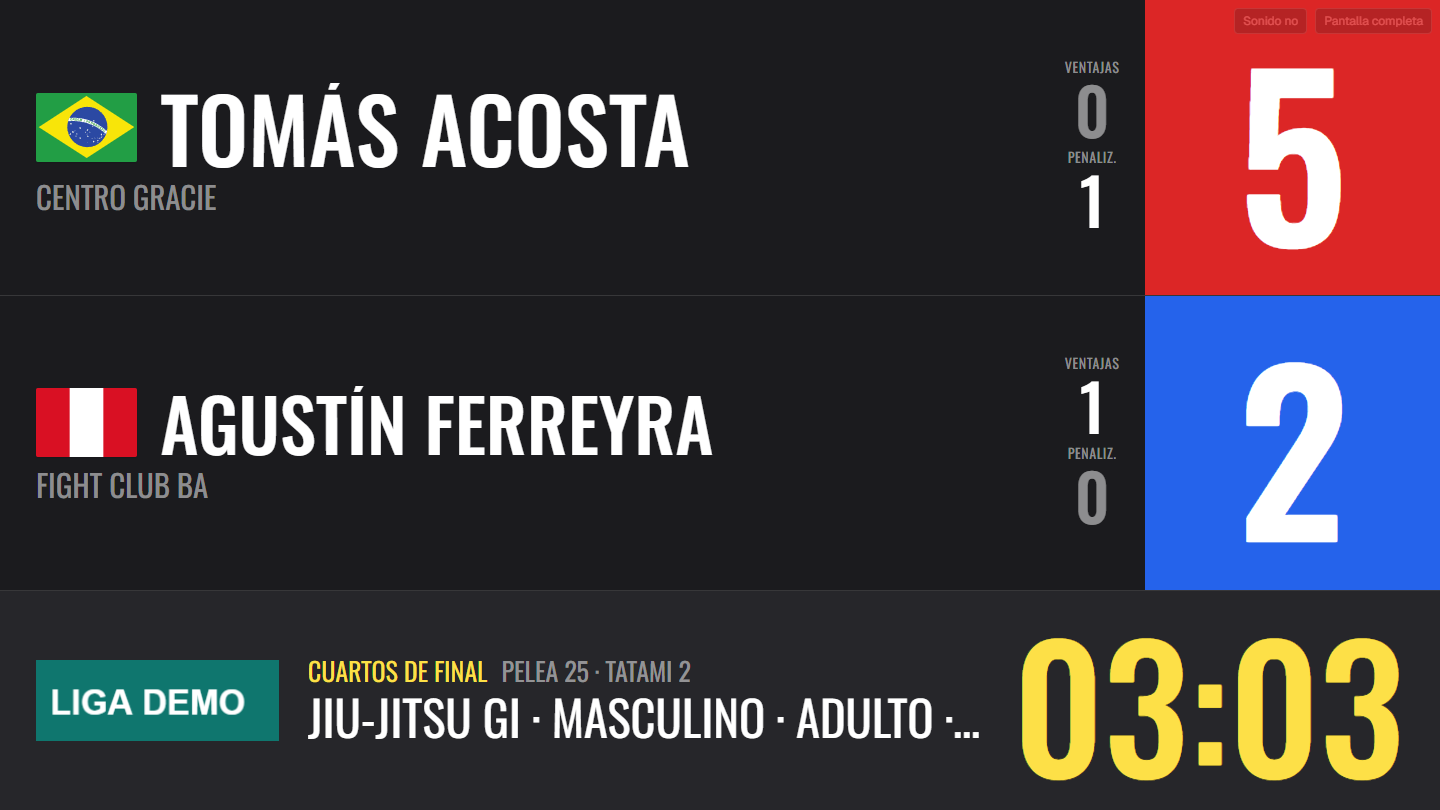 Sonido no Pantalla completa
TOMÁS ACOSTA
CENTRO GRACIE
VENTAJAS
0
PENALIZ.
1
5
AGUSTÍN FERREYRA
FIGHT CLUB BA
VENTAJAS
1
PENALIZ.
0
2
LIGA DEMO
CUARTOS DE FINAL PELEA 25 · TATAMI 2
JIU-JITSU GI · MASCULINO · ADULTO ·...
03:03